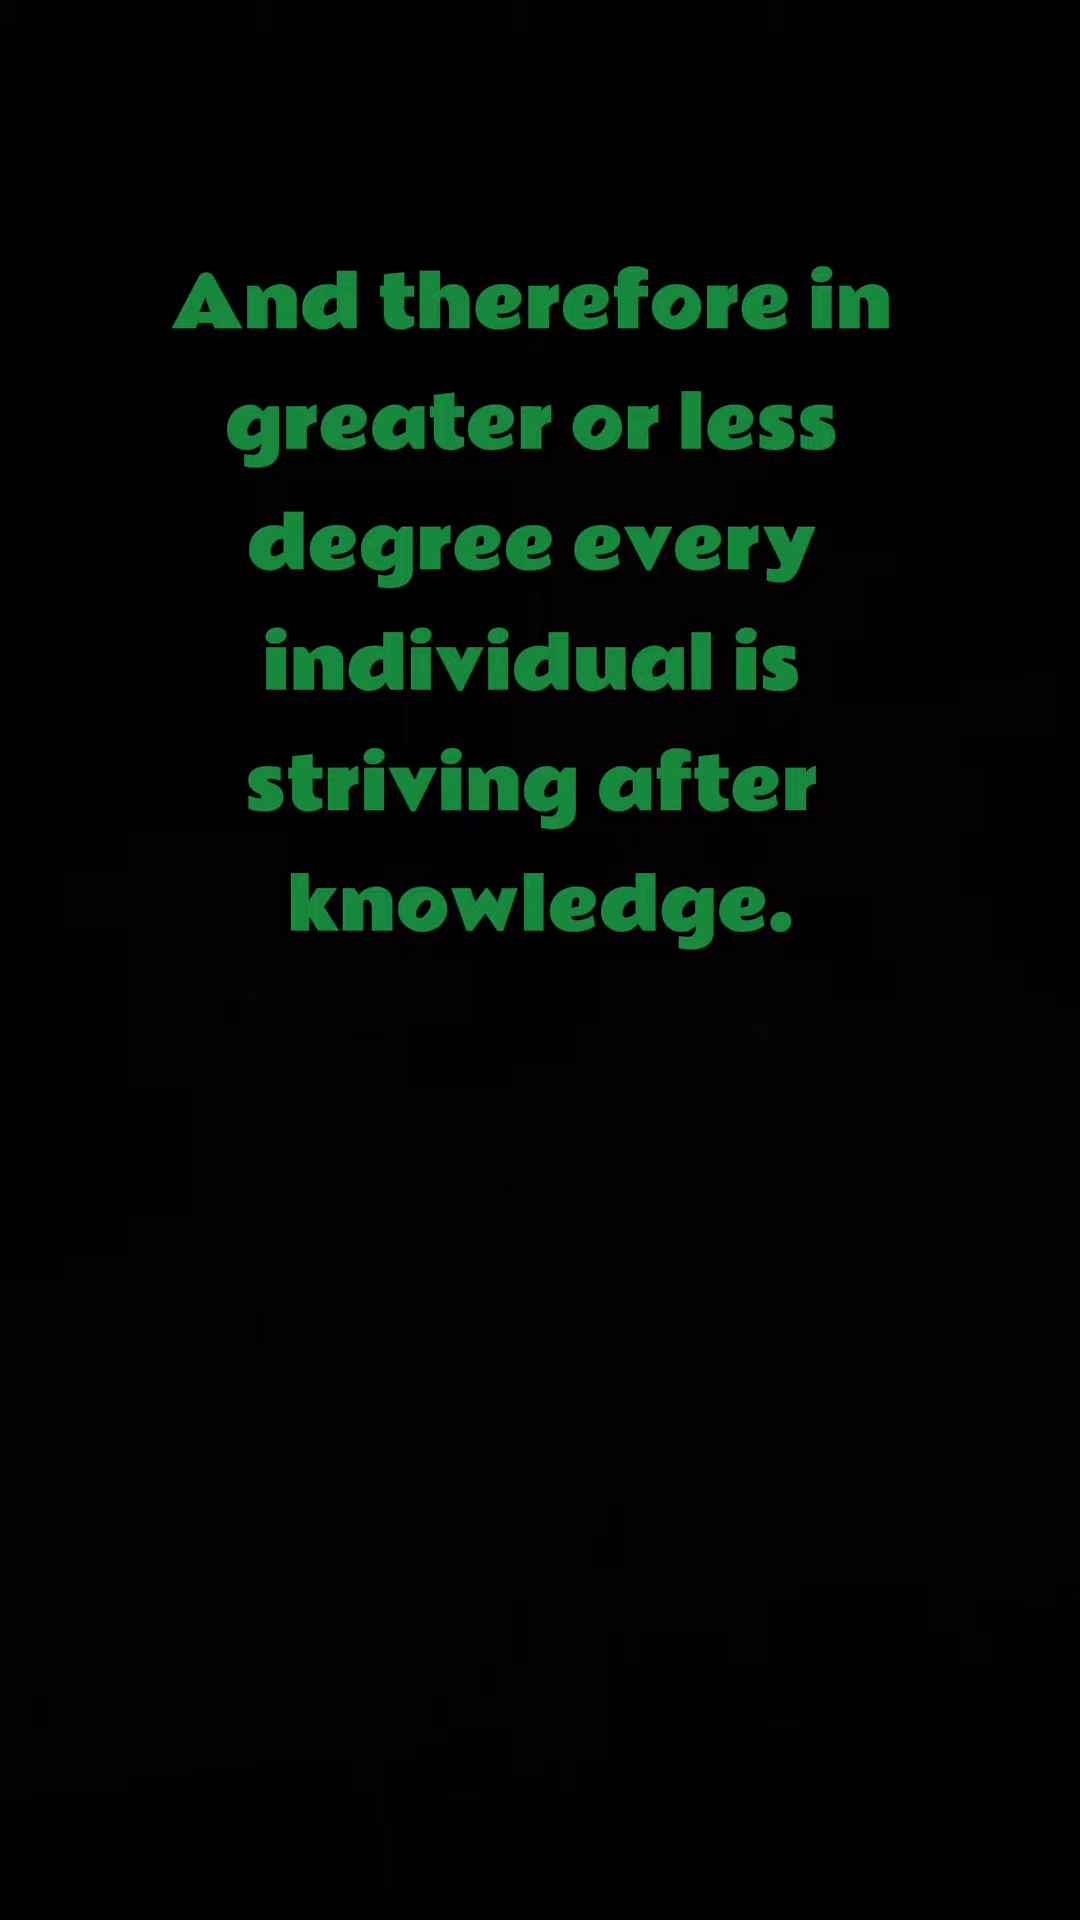 And therefore in
greater or less
degree every
individual is
striving after
knowledge.